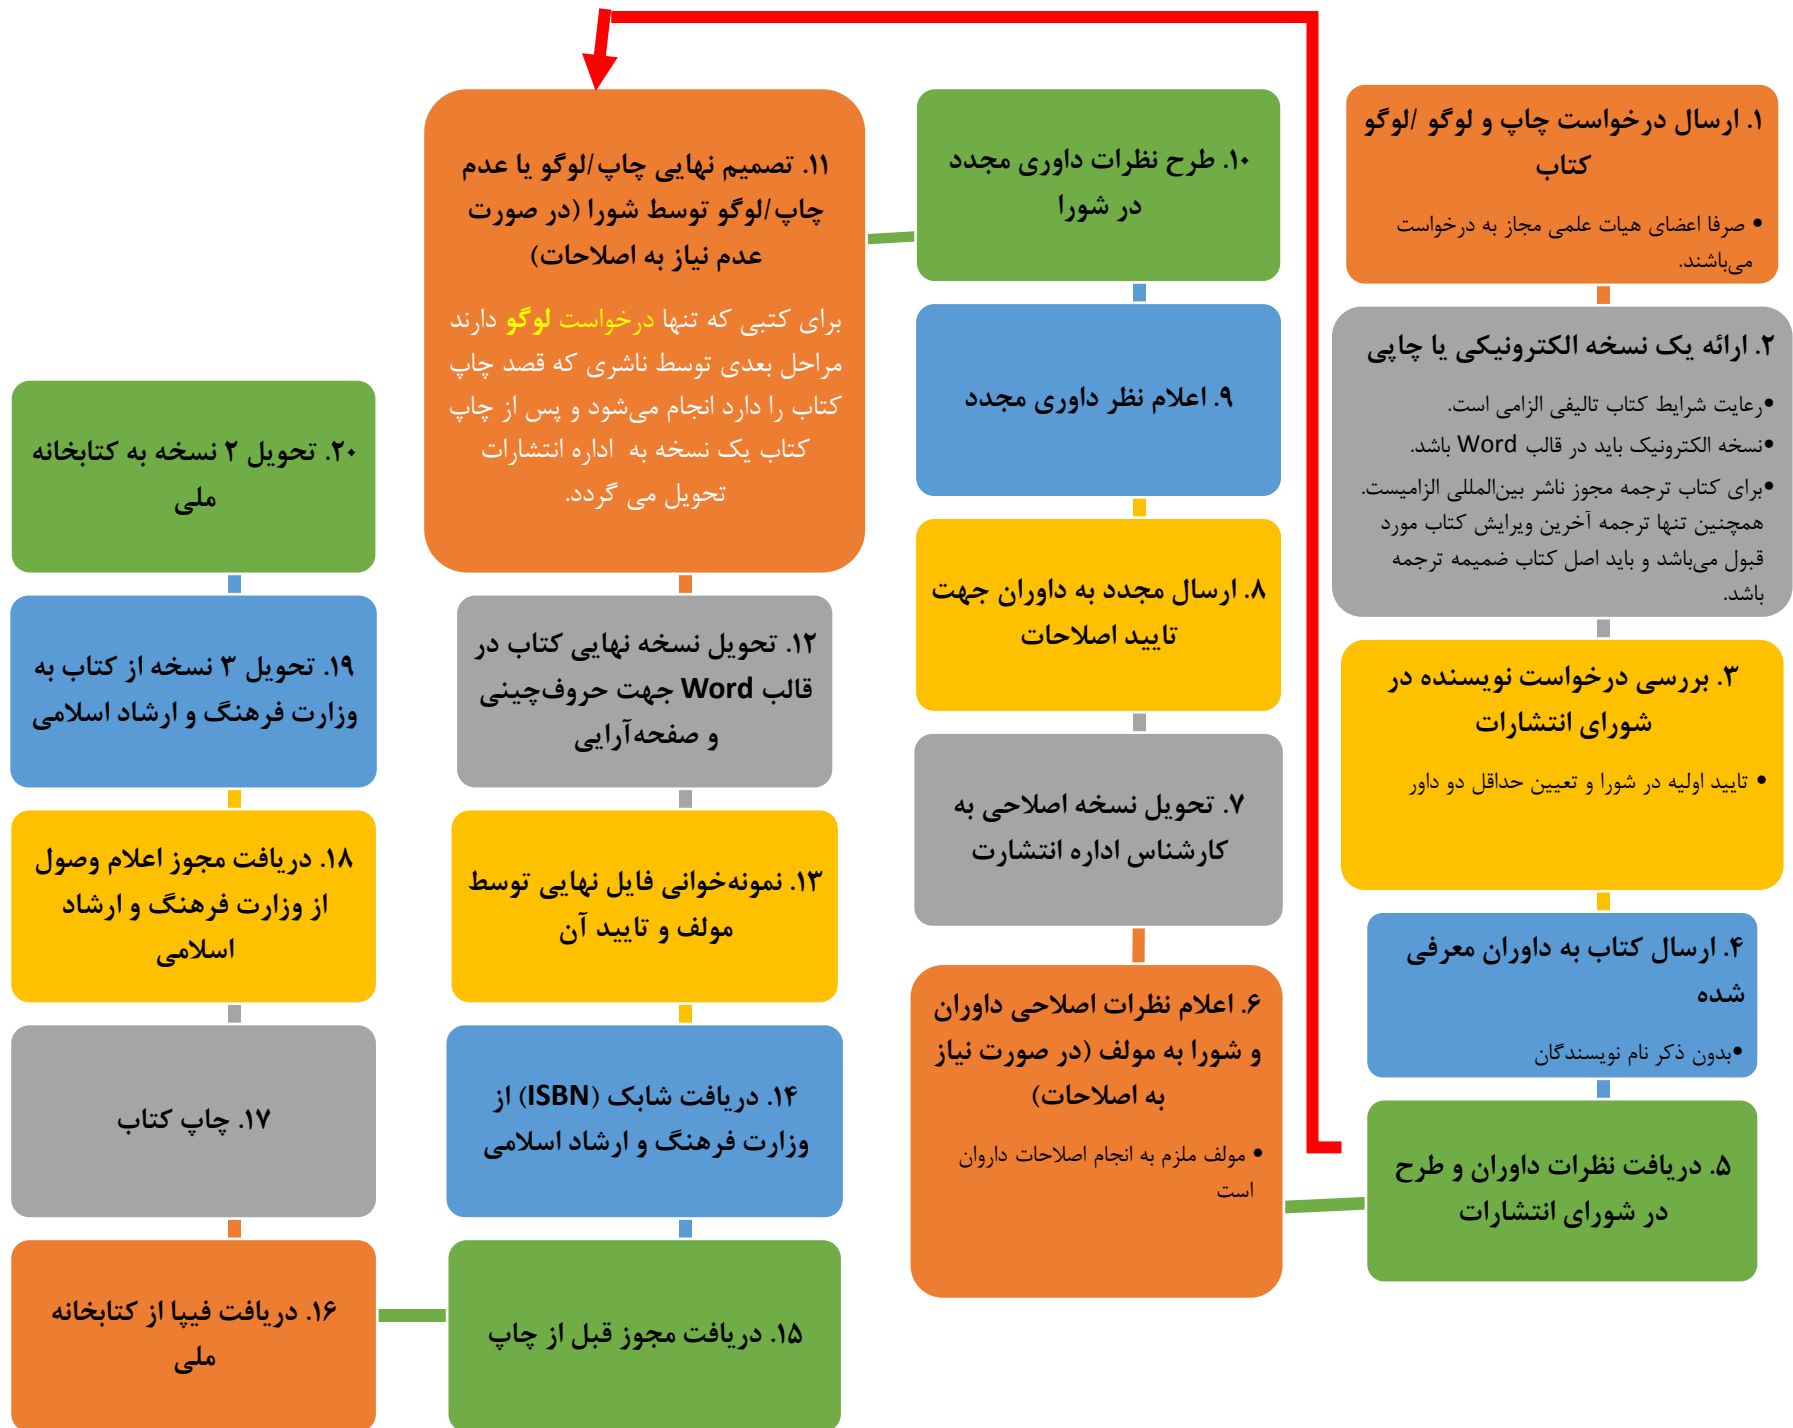 ۱. ارسال درخواست چاپ و لوگو /لوگو
کتاب
• صرفا اعضای هیات علمی مجاز به درخواست
می‌باشند.
۲. ارائه یک نسخه الکترونیکی یا چاپی
•رعایت شرایط کتاب تالیفی الزامی است.
•نسخه الکترونیک باید در قالب Word باشد.
•برای کتاب ترجمه مجوز ناشر بین‌المللی الزامیست.
همچنین تنها ترجمه آخرین ویرایش کتاب مورد
قبول می‌باشد و باید اصل کتاب ضمیمه ترجمه
باشد.
۳. بررسی درخواست نویسنده در
شورای انتشارات
• تایید اولیه در شورا و تعیین حداقل دو داور
۴. ارسال کتاب به داوران معرفی
شده
•بدون ذکر نام نویسندگان
۵. دریافت نظرات داوران و طرح
در شورای انتشارات
۶. اعلام نظرات اصلاحی داوران
و شورا به مولف (در صورت نیاز
به اصلاحات)
• مولف ملزم به انجام اصلاحات داروان
است
۷. تحویل نسخه اصلاحی به
کارشناس اداره انتشارت
۸. ارسال مجدد به داوران جهت
تایید اصلاحات
۹. اعلام نظر داوری مجدد
۱۰. طرح نظرات داوری مجدد
در شورا
۱۱. تصمیم نهایی چاپ/لوگو یا عدم
چاپ/لوگو توسط شورا (در صورت
عدم نیاز به اصلاحات)
برای کتبی که تنها درخواست لوگو دارند
مراحل بعدی توسط ناشری که قصد چاپ
کتاب را دارد انجام می‌شود و پس از چاپ
کتاب یک نسخه به اداره انتشارات
تحویل می گردد.
۱۲. تحویل نسخه نهایی کتاب در
قالب Word جهت حروف‌چینی
و صفحه‌آرایی
۱۳. نمونه‌خوانی فایل نهایی توسط
مولف و تایید آن
۱۴. دریافت شابک (ISBN) از
وزارت فرهنگ و ارشاد اسلامی
۱۵. دریافت مجوز قبل از چاپ
۱۶. دریافت فیپا از کتابخانه
ملی
۱۷. چاپ کتاب
۱۸. دریافت مجوز اعلام وصول
از وزارت فرهنگ و ارشاد
اسلامی
۱۹. تحویل ۳ نسخه از کتاب به
وزارت فرهنگ و ارشاد اسلامی
۲۰. تحویل ۲ نسخه به کتابخانه
ملی